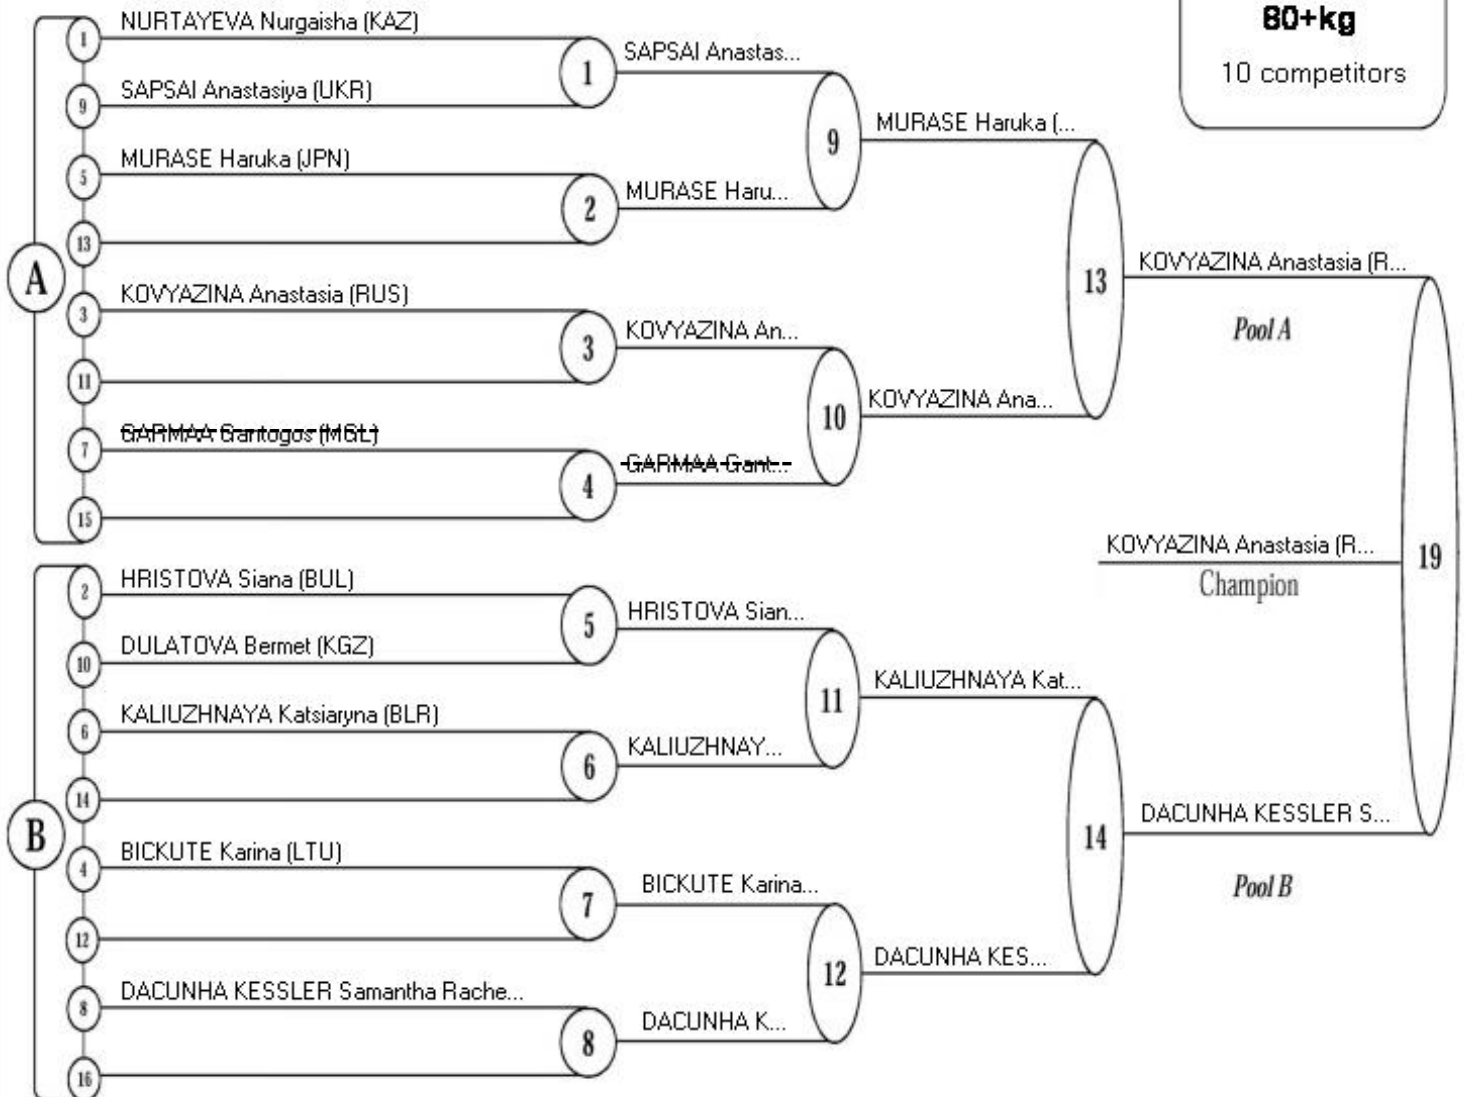 80+kg
10 competitors
A
1
NURTAYEVA Nurgaisha (KAZ)
9
SAPSAI Anastasiya (UKR)
5
MURASE Haruka (JPN)
13
3
KOVYAZINA Anastasia (RUS)
11
7
GARMAA Gantogos (MGL)
15
1
2
3
4
SAPSAI Anastas...
MURASE Haru...
KOVYAZINA An...
GARMAA Gant...
9
10
MURASE Haruka (...
KOVYAZINA Ana...
13
KOVYAZINA Anastasia (R...
Pool A
B
2
HRISTOVA Siana (BUL)
10
DULATOVA Bermet (KGZ)
6
KALIUZHNAYA Katsiaryna (BLR)
14
4
BICKUTE Karina (LTU)
12
8
DACUNHA KESSLER Samantha Rache...
16
5
6
7
8
HRISTOVA Sian...
KALIUZHNAY...
BICKUTE Karina...
DACUNHA K...
11
12
KALIUZHNAYA Kat...
DACUNHA KES...
14
DACUNHA KESSLER S...
Pool B
KOVYAZINA Anastasia (R...
Champion
19